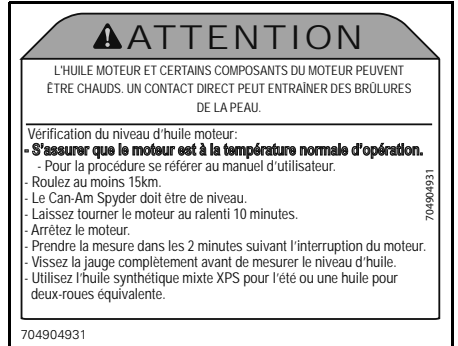 ATTENTION
L'HUILE MOTEUR ET CERTAINS COMPOSANTS DU MOTEUR PEUVENT
ÊTRE CHAUDS. UN CONTACT DIRECT PEUT ENTRAÎNER DES BRÛLURES
DE LA PEAU.
Vérification du niveau d'huile moteur:
- S'assurer que le moteur est à la température normale d'opération.
- Pour la procédure se référer au manuel d'utilisateur.
- Roulez au moins 15km.
- Le Can-Am Spyder doit être de niveau.
- Laissez tourner le moteur au ralenti 10 minutes.
- Arrêtez le moteur.
- Prendre la mesure dans les 2 minutes suivant l'interruption du moteur.
- Vissez la jauge complètement avant de mesurer le niveau d'huile.
- Utilisez l'huile synthétique mixte XPS pour l'été ou une huile pour
deux-roues équivalente.
704904931
704904931